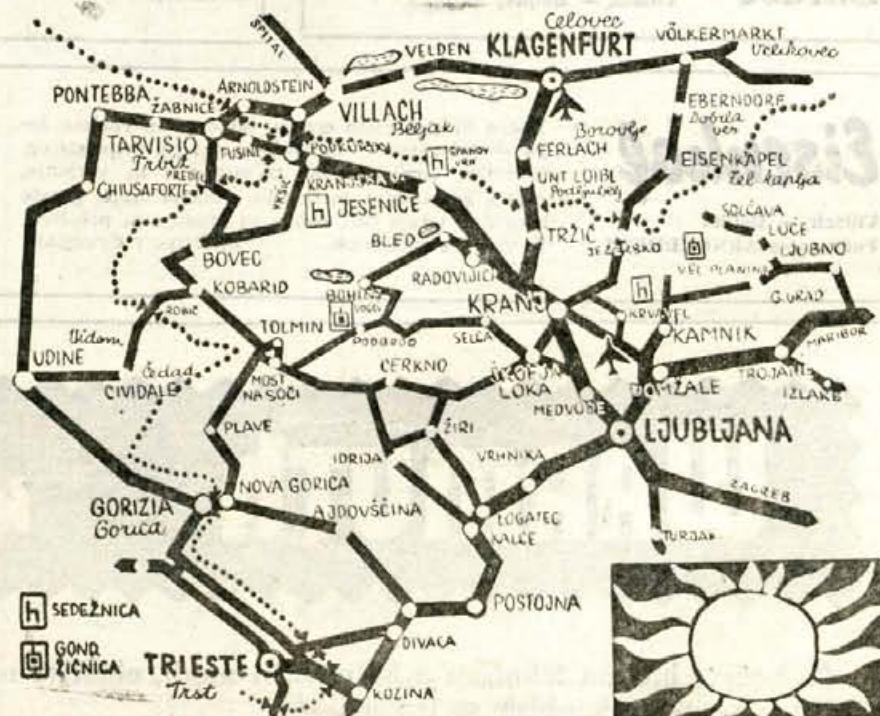 SPITAL
VELDEN
Celovec
KLAGENFURT
VÖLKERMARKT
Velikovec
PONTEBBA
ŽABNICE
ARNOLDSTEIN
VILLACH
Beljak
EBERNDORF
Dobrla
ves
TARVISIO
Trbiž
FUSINE
PODKOREN
Borovlje
FERLACH
EISENKAPEL
Žel. kaplja
CHIUSAFORTE
PREDEL
VRŠIČ
KRANJSKA
h
h JESENICE
UNT LOIBL
Podljubelj
SOLČAVA
LUČE
LJUBNO
BOVEC
BLED
TRŽIČ
JEZERSKO
VEL. PLANINA
G. GRAD
KOBARID
ROBIČ
RADOVLJICA
BOHINJ
VOGEL
KRANJ
h
KRVAVEC
KAMNIK
MARIBOR
Videm
UDINE
Čedad
CIVIDALE
TOLMIN
PODBRDO
SELCA
MOST
NA SOČI
CERKNO
ŠKOFJA
LOKA
MEDVODE
DOMŽALE
TROJANE
IZLAKE
PLAVE
ŽIRI
IDRIJA
VRHNIKA
LJUBLJANA
ZAGREB
GORIZIA
Gorica
NOVA GORICA
AJDOVŠČINA
LOGATEC
KALCE
TURJAK
h SEDEŽNICA
GOND.
ŽIČNICA
POSTOJNA
DIVAČA
TRIESTE
Trst
KOZINA